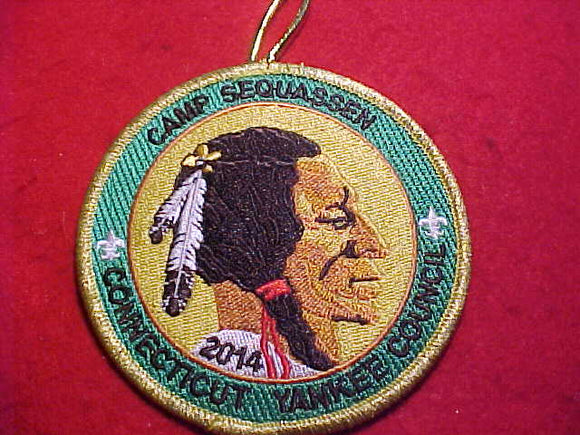 CAMP SEQUASSEN
2014
CONNECTICUT YANKEE COUNCIL